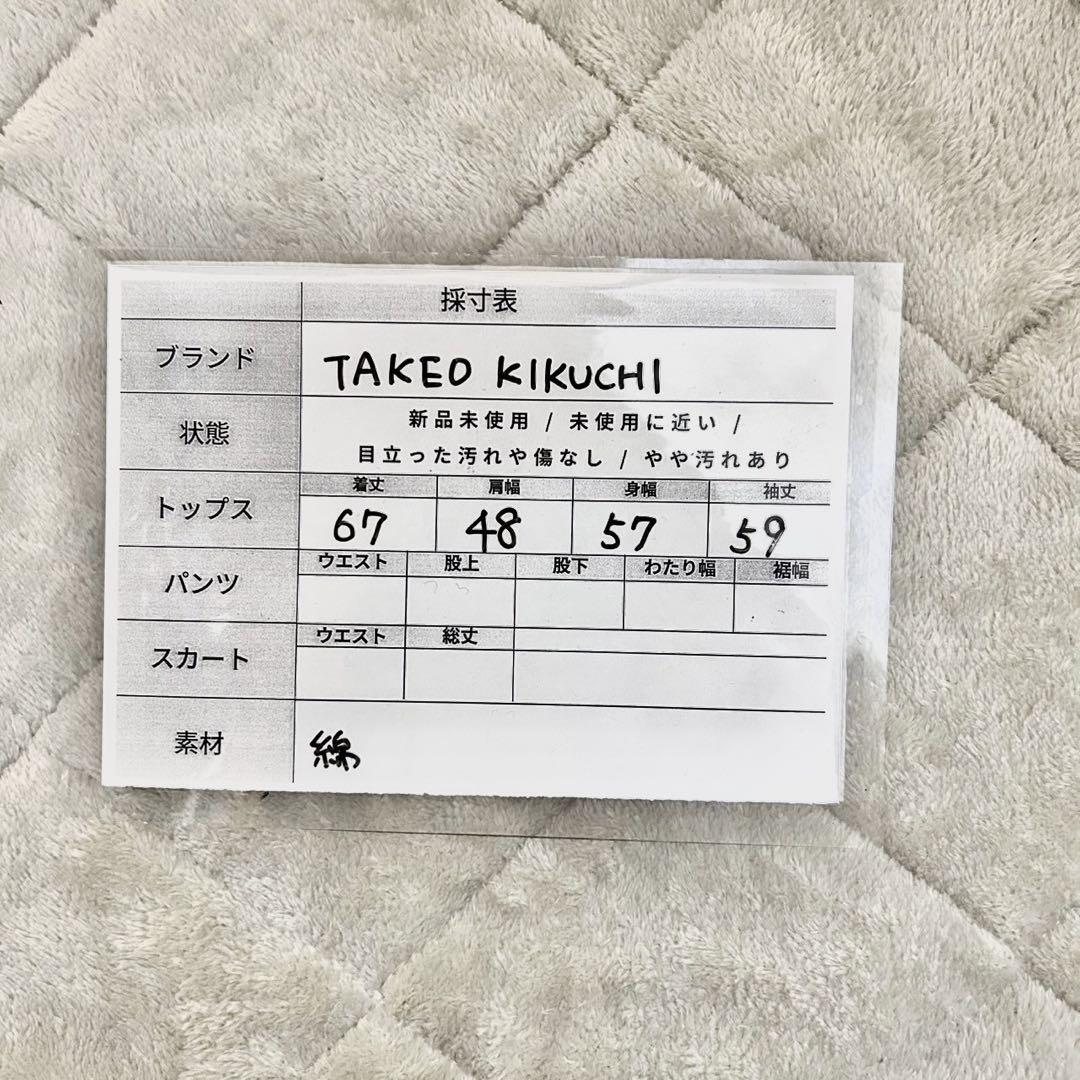 採寸表
ブランド TAKEO KIKUCHI
状態 新品未使用 / 未使用に近い /
目立った汚れや傷なし / やや汚れあり
トップス 着丈 肩幅 身幅 袖丈
67 48 57 59
パンツ ウエスト 股上 股下 わたり幅 裾幅
スカート ウエスト 総丈
素材 綿